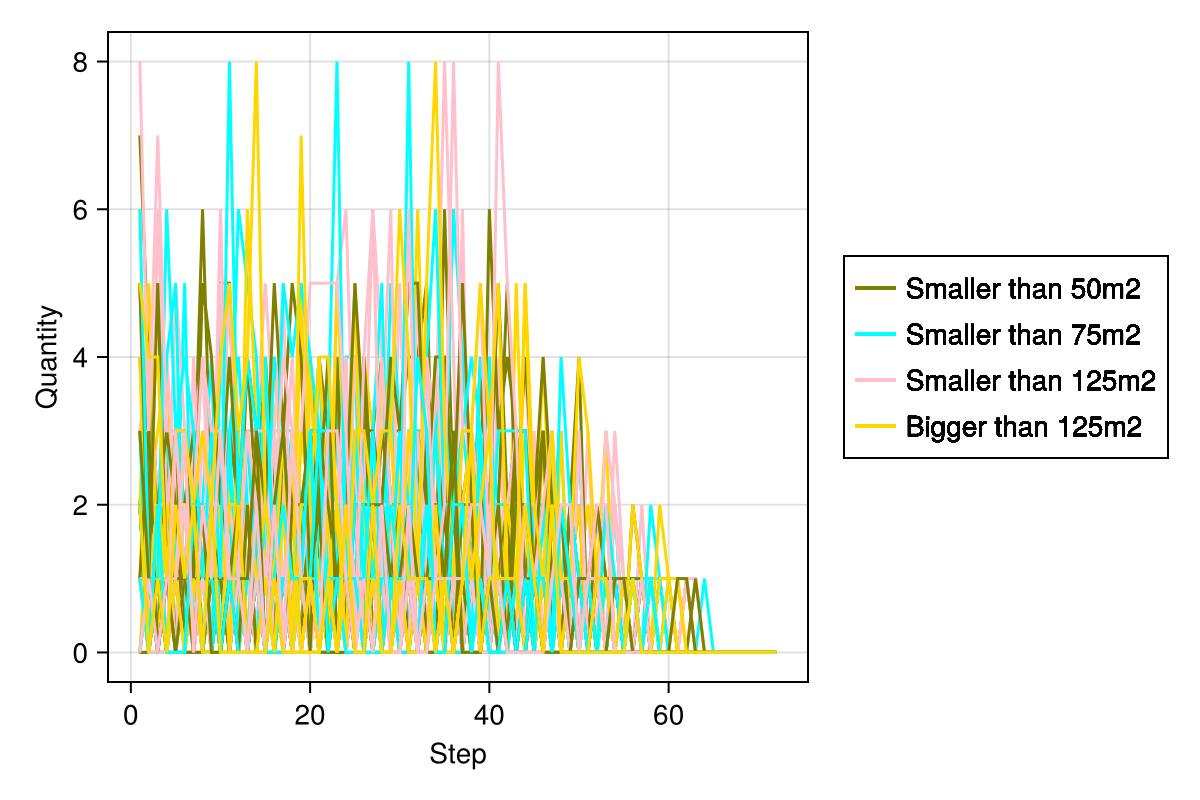 8
6
4
2
0
Quantity
0 20 40 60
Step
Smaller than 50m2
Smaller than 75m2
Smaller than 125m2
Bigger than 125m2